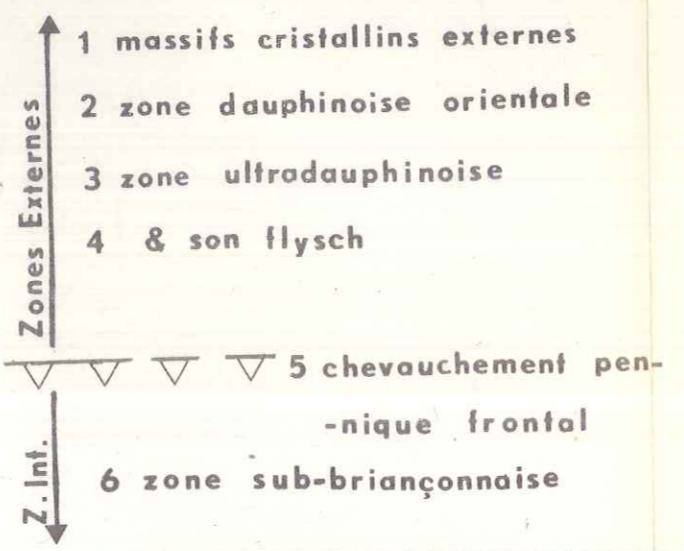 Zones Externes
1 massifs cristallins externes
2 zone dauphinoise orientale
3 zone ultradauphinoise
4 & son flysch
5 chevauchement pen-
-nique frontal
Z. Int.
6 zone sub-briançonnaise